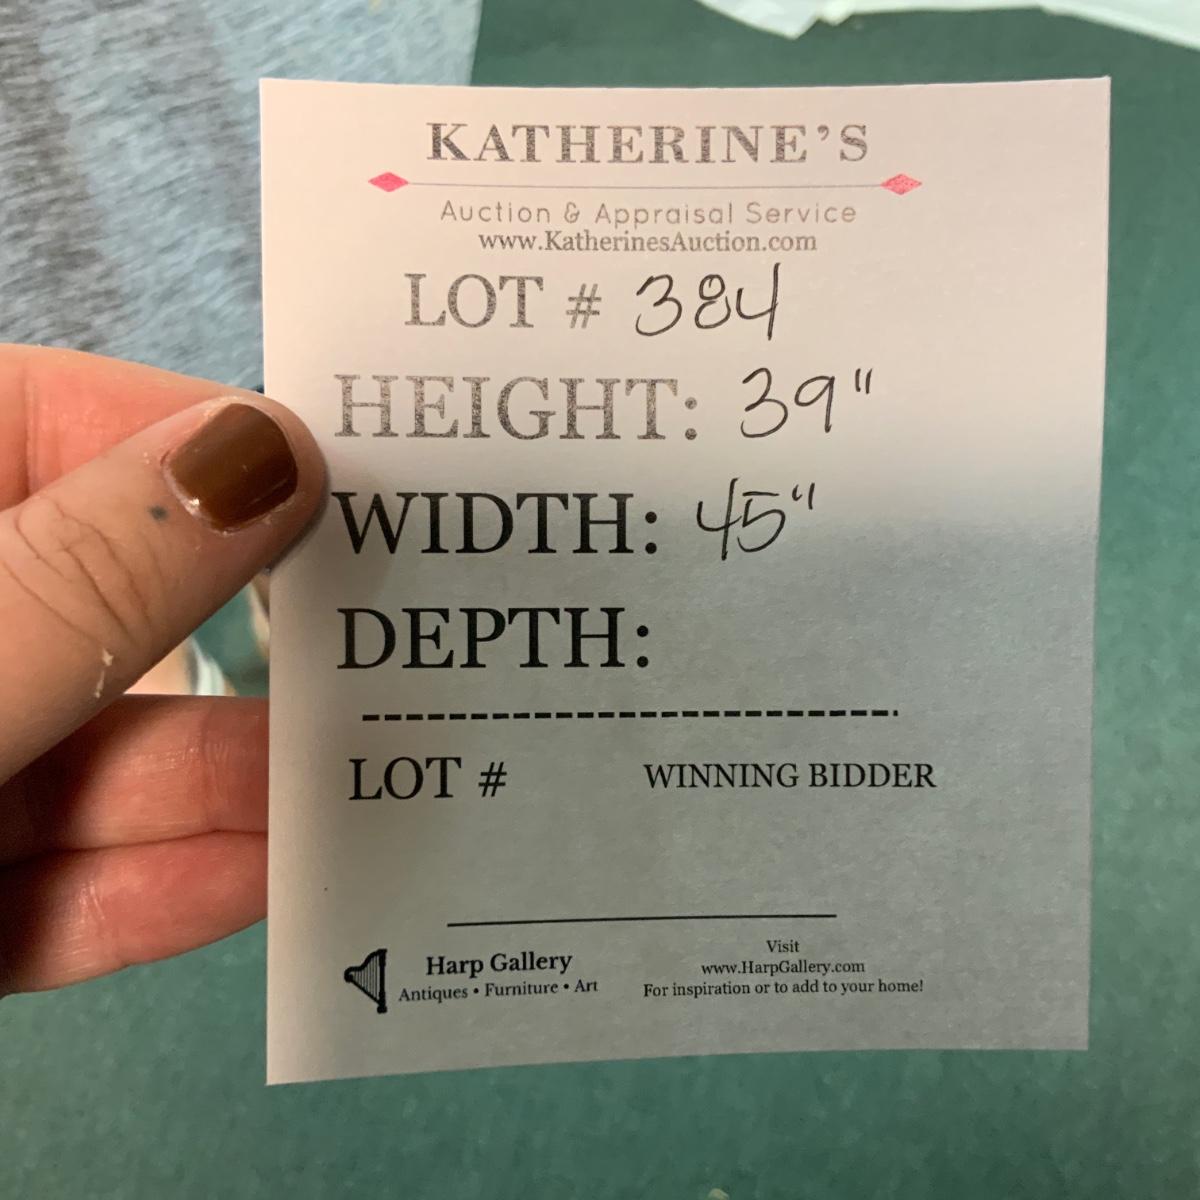 KATHERINE'S
Auction & Appraisal Service
www.KatherinesAuction.com
LOT # 384
HEIGHT: 39"
WIDTH: 45"
DEPTH:
LOT # WINNING BIDDER
Harp Gallery
Antiques • Furniture • Art
Visit
www.HarpGallery.com
For inspiration or to add to your home!